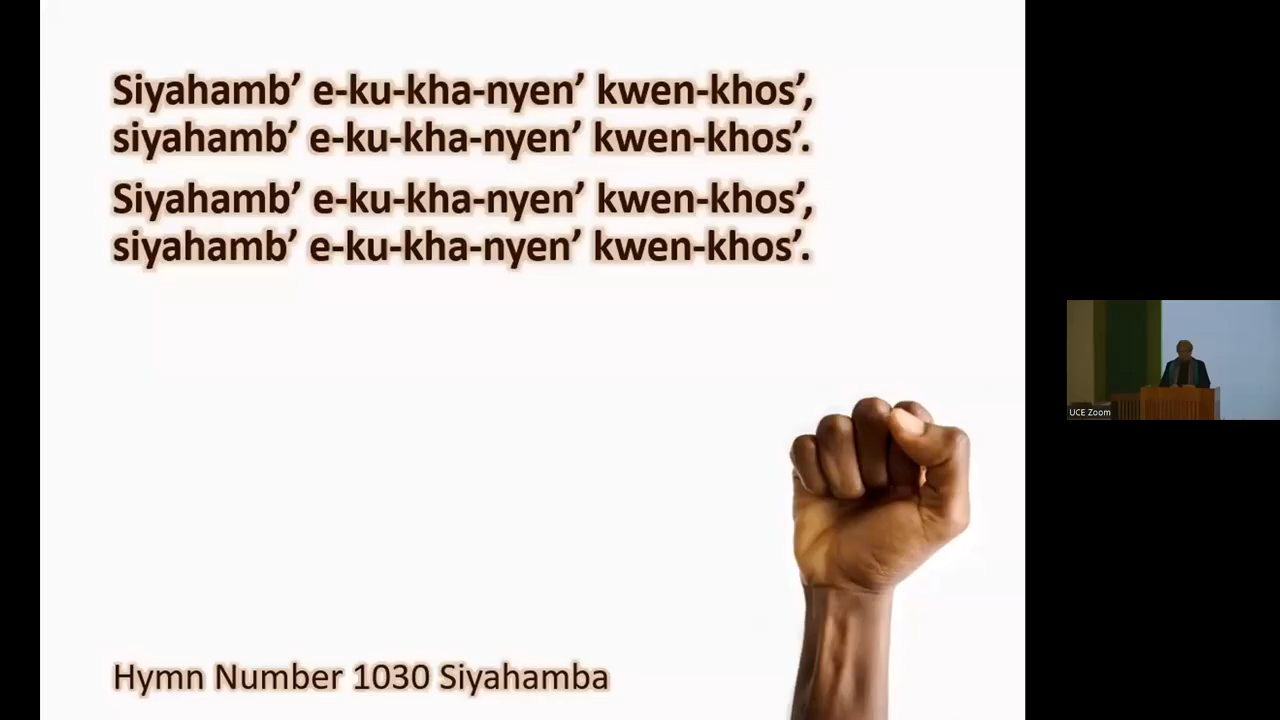 Siyahamb’ e-ku-kha-nyen’ kwen-khos’,
siyahamb’ e-ku-kha-nyen’ kwen-khos’.
Siyahamb’ e-ku-kha-nyen’ kwen-khos’,
siyahamb’ e-ku-kha-nyen’ kwen-khos’.
UCE Zoom
Hymn Number 1030 Siyahamba